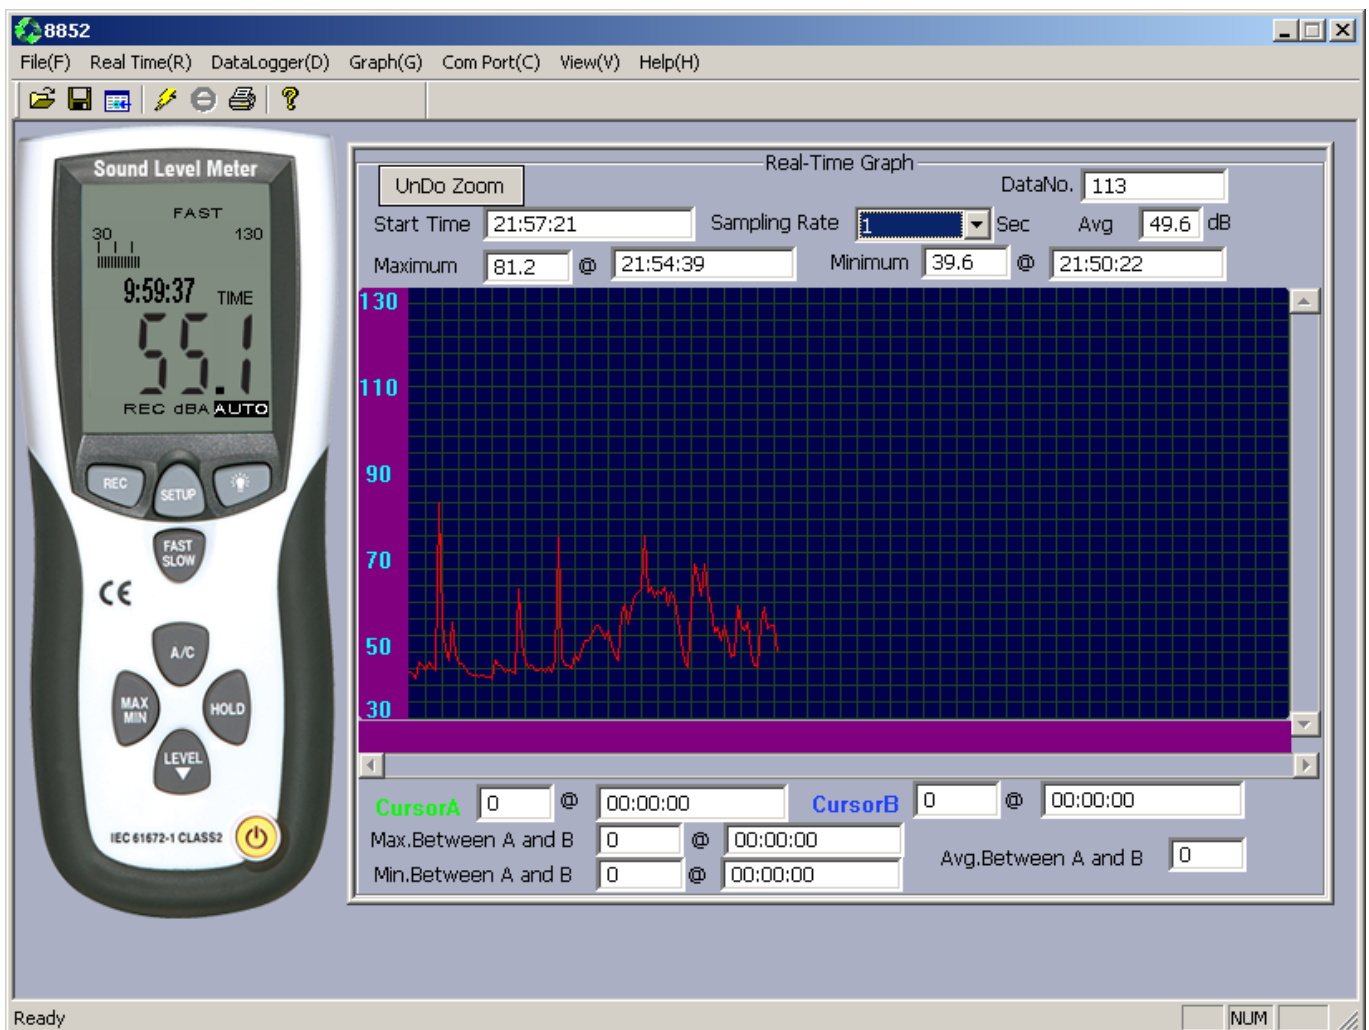 8852
File(F) Real Time(R) DataLogger(D) Graph(G) Com Port(C) View(V) Help(H)
Sound Level Meter
FAST
30 130
9:59:37 TIME
55.1
REC dBA AUTO
REC
SETUP
FAST
SLOW
CE
A/C
MAX
MIN
HOLD
LEVEL
IEC 61672-1 CLASS2
Real-Time Graph
UnDo Zoom
DataNo. 113
Start Time 21:57:21 Sampling Rate 1 Sec Avg 49.6 dB
Maximum 81.2 @ 21:54:39 Minimum 39.6 @ 21:50:22
130
110
90
70
50
30
CursorA 0 @ 00:00:00 CursorB 0 @ 00:00:00
Max.Between A and B 0 @ 00:00:00
Avg.Between A and B 0
Min.Between A and B 0 @ 00:00:00
Ready NUM